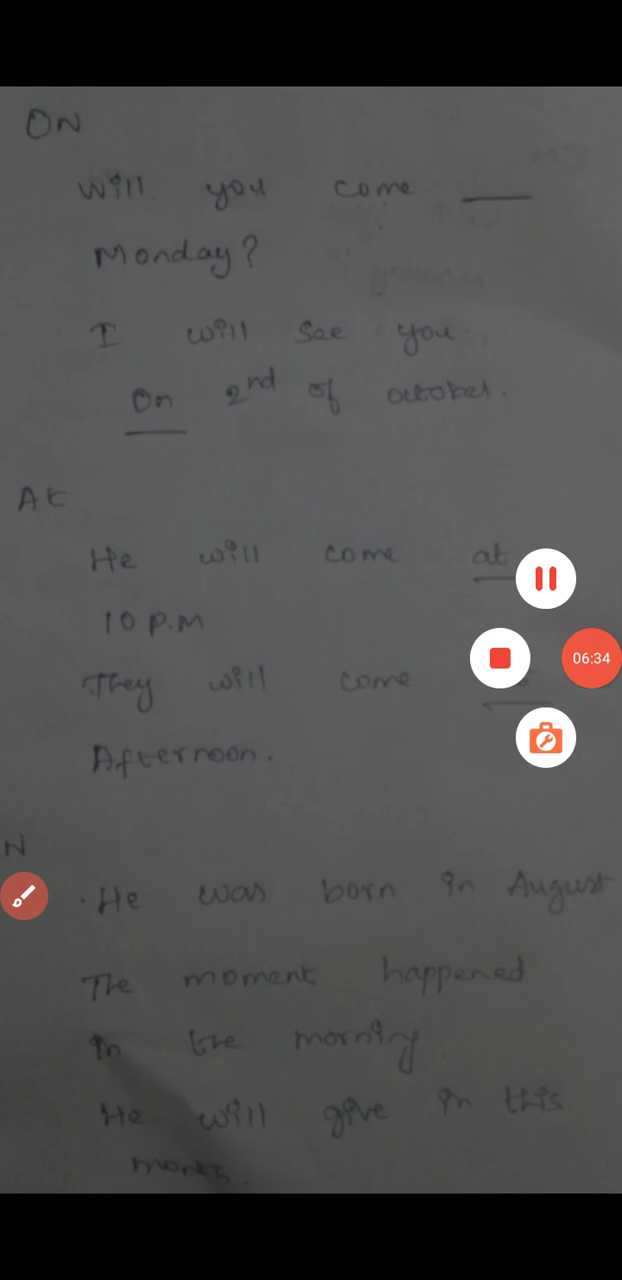 ON
Will you come ___
Monday?
I will see you
On 2nd of october.
At
He will come at
10 P.M
06:34
They will come
Afternoon.
N
. He was born in August
The moment happened
in the morning
He will give in this
month.